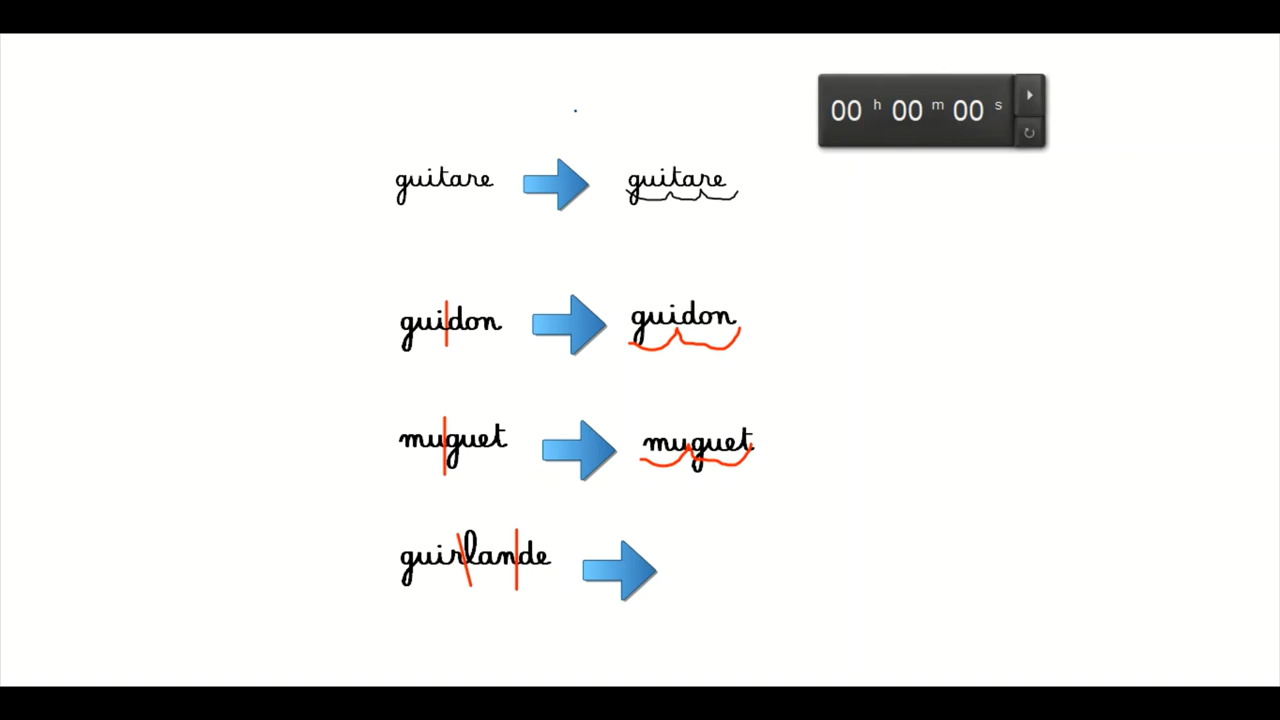 00 h 00 m 00 s
guitare guitare
guidon guidon
muguet muguet
guirlande